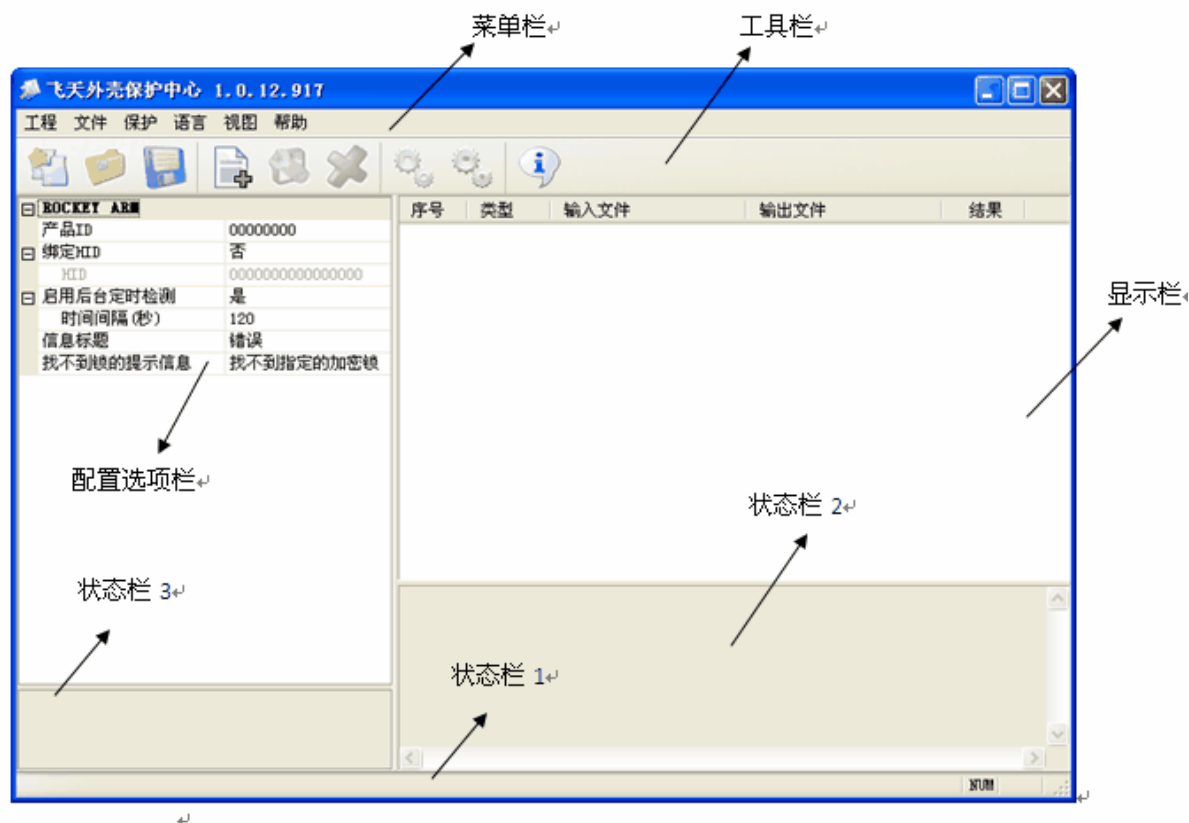 菜单栏
工具栏
飞天外壳保护中心 1.0.12.917
工程 文件 保护 语言 视图 帮助
ROCKEY ARM
序号 类型 输入文件 输出文件 结果
产品ID 00000000
绑定HID 否
HID 0000000000000000
启用后台定时检测 是
时间间隔(秒) 120
信息标题 错误
找不到锁的提示信息 找不到指定的加密锁
显示栏
配置选项栏
状态栏 2
状态栏 3
状态栏 1
NUM